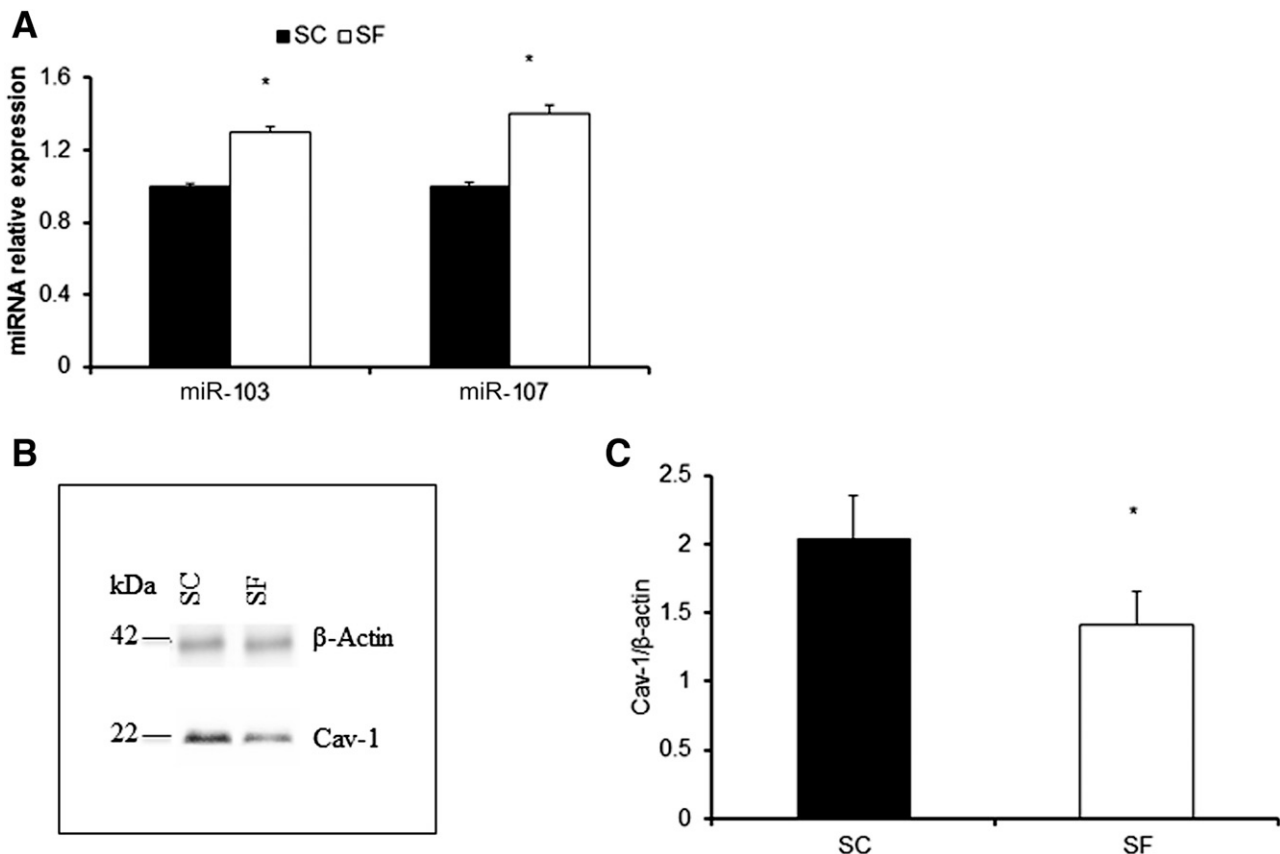 A
■SC □SF
miRNA relative expression
1.6
1.2
0.8
0.4
0
*
*
miR-103 miR-107
B
kDa SC SF
42 β-Actin
22 Cav-1
C
Cav-1/β-actin
2.5
2
1.5
1
0.5
0
*
SC SF